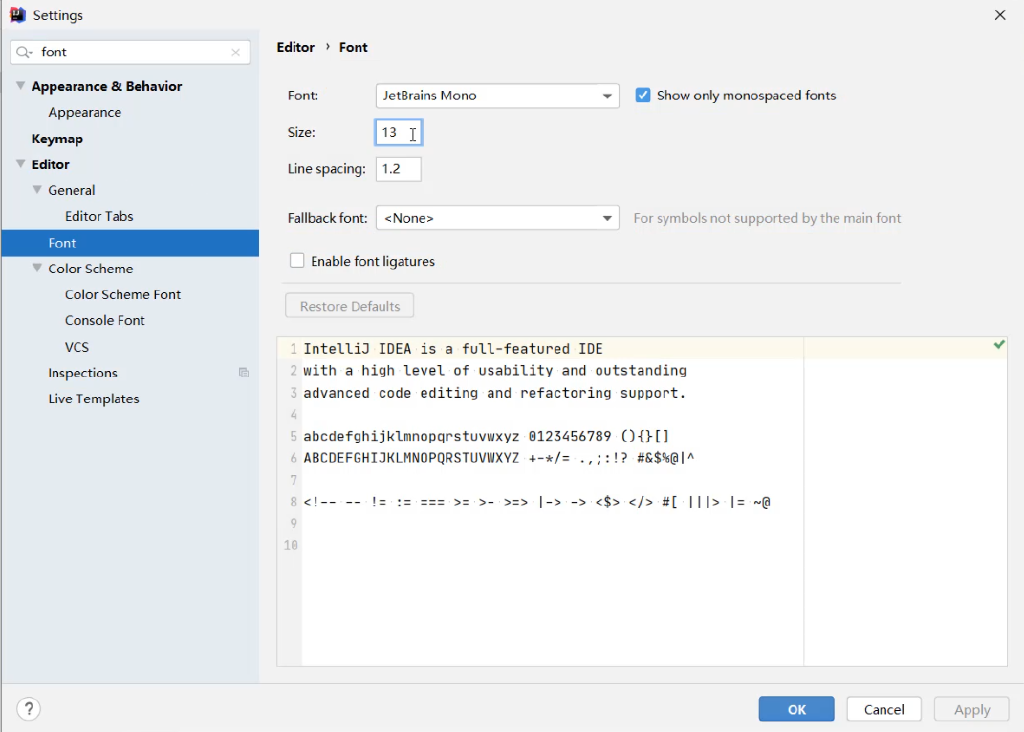 Settings
font
Appearance & Behavior
Appearance
Keymap
Editor
General
Editor Tabs
Font
Color Scheme
Color Scheme Font
Console Font
VCS
Inspections
Live Templates
Editor › Font
Font: JetBrains Mono Show only monospaced fonts
Size: 13
Line spacing: 1.2
Fallback font: <None> For symbols not supported by the main font
Enable font ligatures
Restore Defaults
1 IntelliJ IDEA is a full-featured IDE
2 with a high level of usability and outstanding
3 advanced code editing and refactoring support.
4
5 abcdefghijklmnopqrstuvwxyz 0123456789 (){}[]
6 ABCDEFGHIJKLMNOPQRSTUVWXYZ +-*/= .,;:!? #&$%@|^
7
8 <!-- -- != := === >= >- >=> |-> -> <$> </> #[ |||> |= ~@
9
10
?
OK Cancel Apply